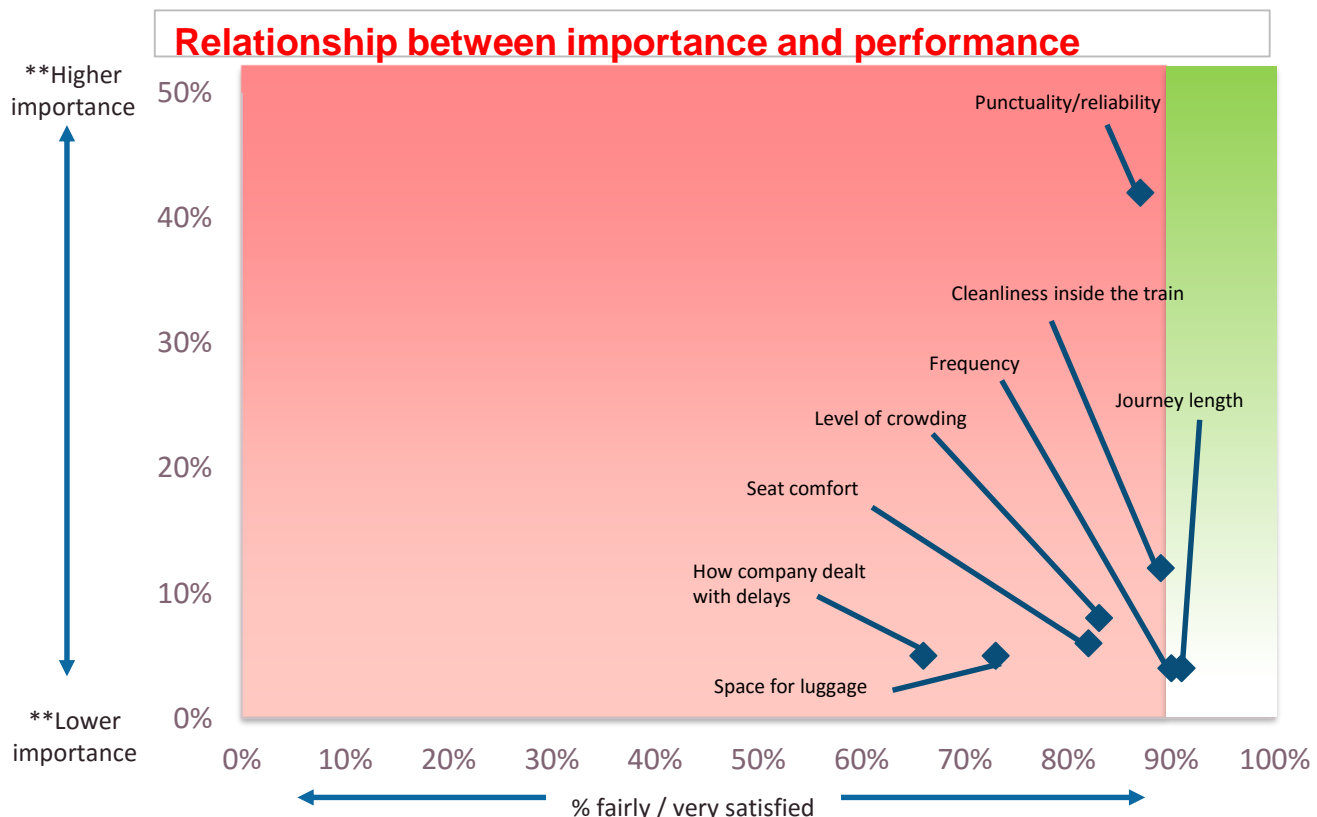 Relationship between importance and performance
**Higher
importance
50%
40%
30%
20%
10%
0%
**Lower
importance
Punctuality/reliability
Cleanliness inside the train
Frequency
Journey length
Level of crowding
Seat comfort
How company dealt
with delays
Space for luggage
0% 10% 20% 30% 40% 50% 60% 70% 80% 90% 100%
% fairly / very satisfied